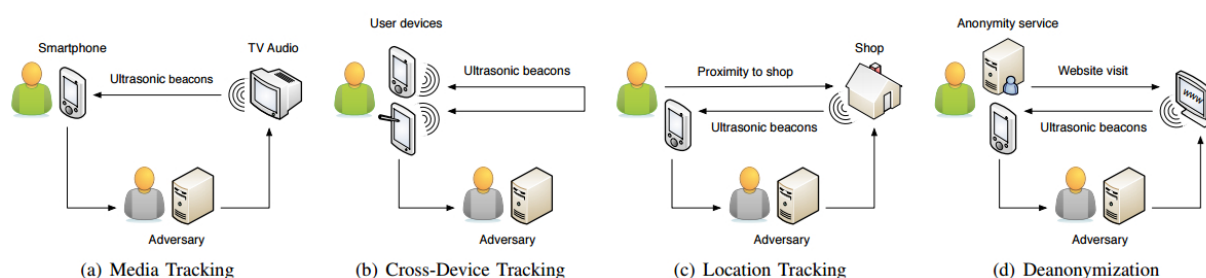 Smartphone
TV Audio
Ultrasonic beacons
Adversary
(a) Media Tracking
User devices
Ultrasonic beacons
Adversary
(b) Cross-Device Tracking
Shop
Proximity to shop
Ultrasonic beacons
Adversary
(c) Location Tracking
Anonymity service
Website visit
www
Ultrasonic beacons
Adversary
(d) Deanonymization